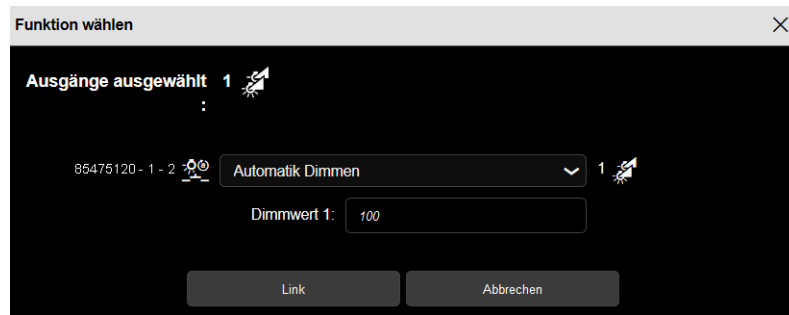 Funktion wählen
Ausgänge ausgewählt 1
:
85475120 - 1 - 2 Automatik Dimmen 1
Dimmwert 1: 100
Link Abbrechen